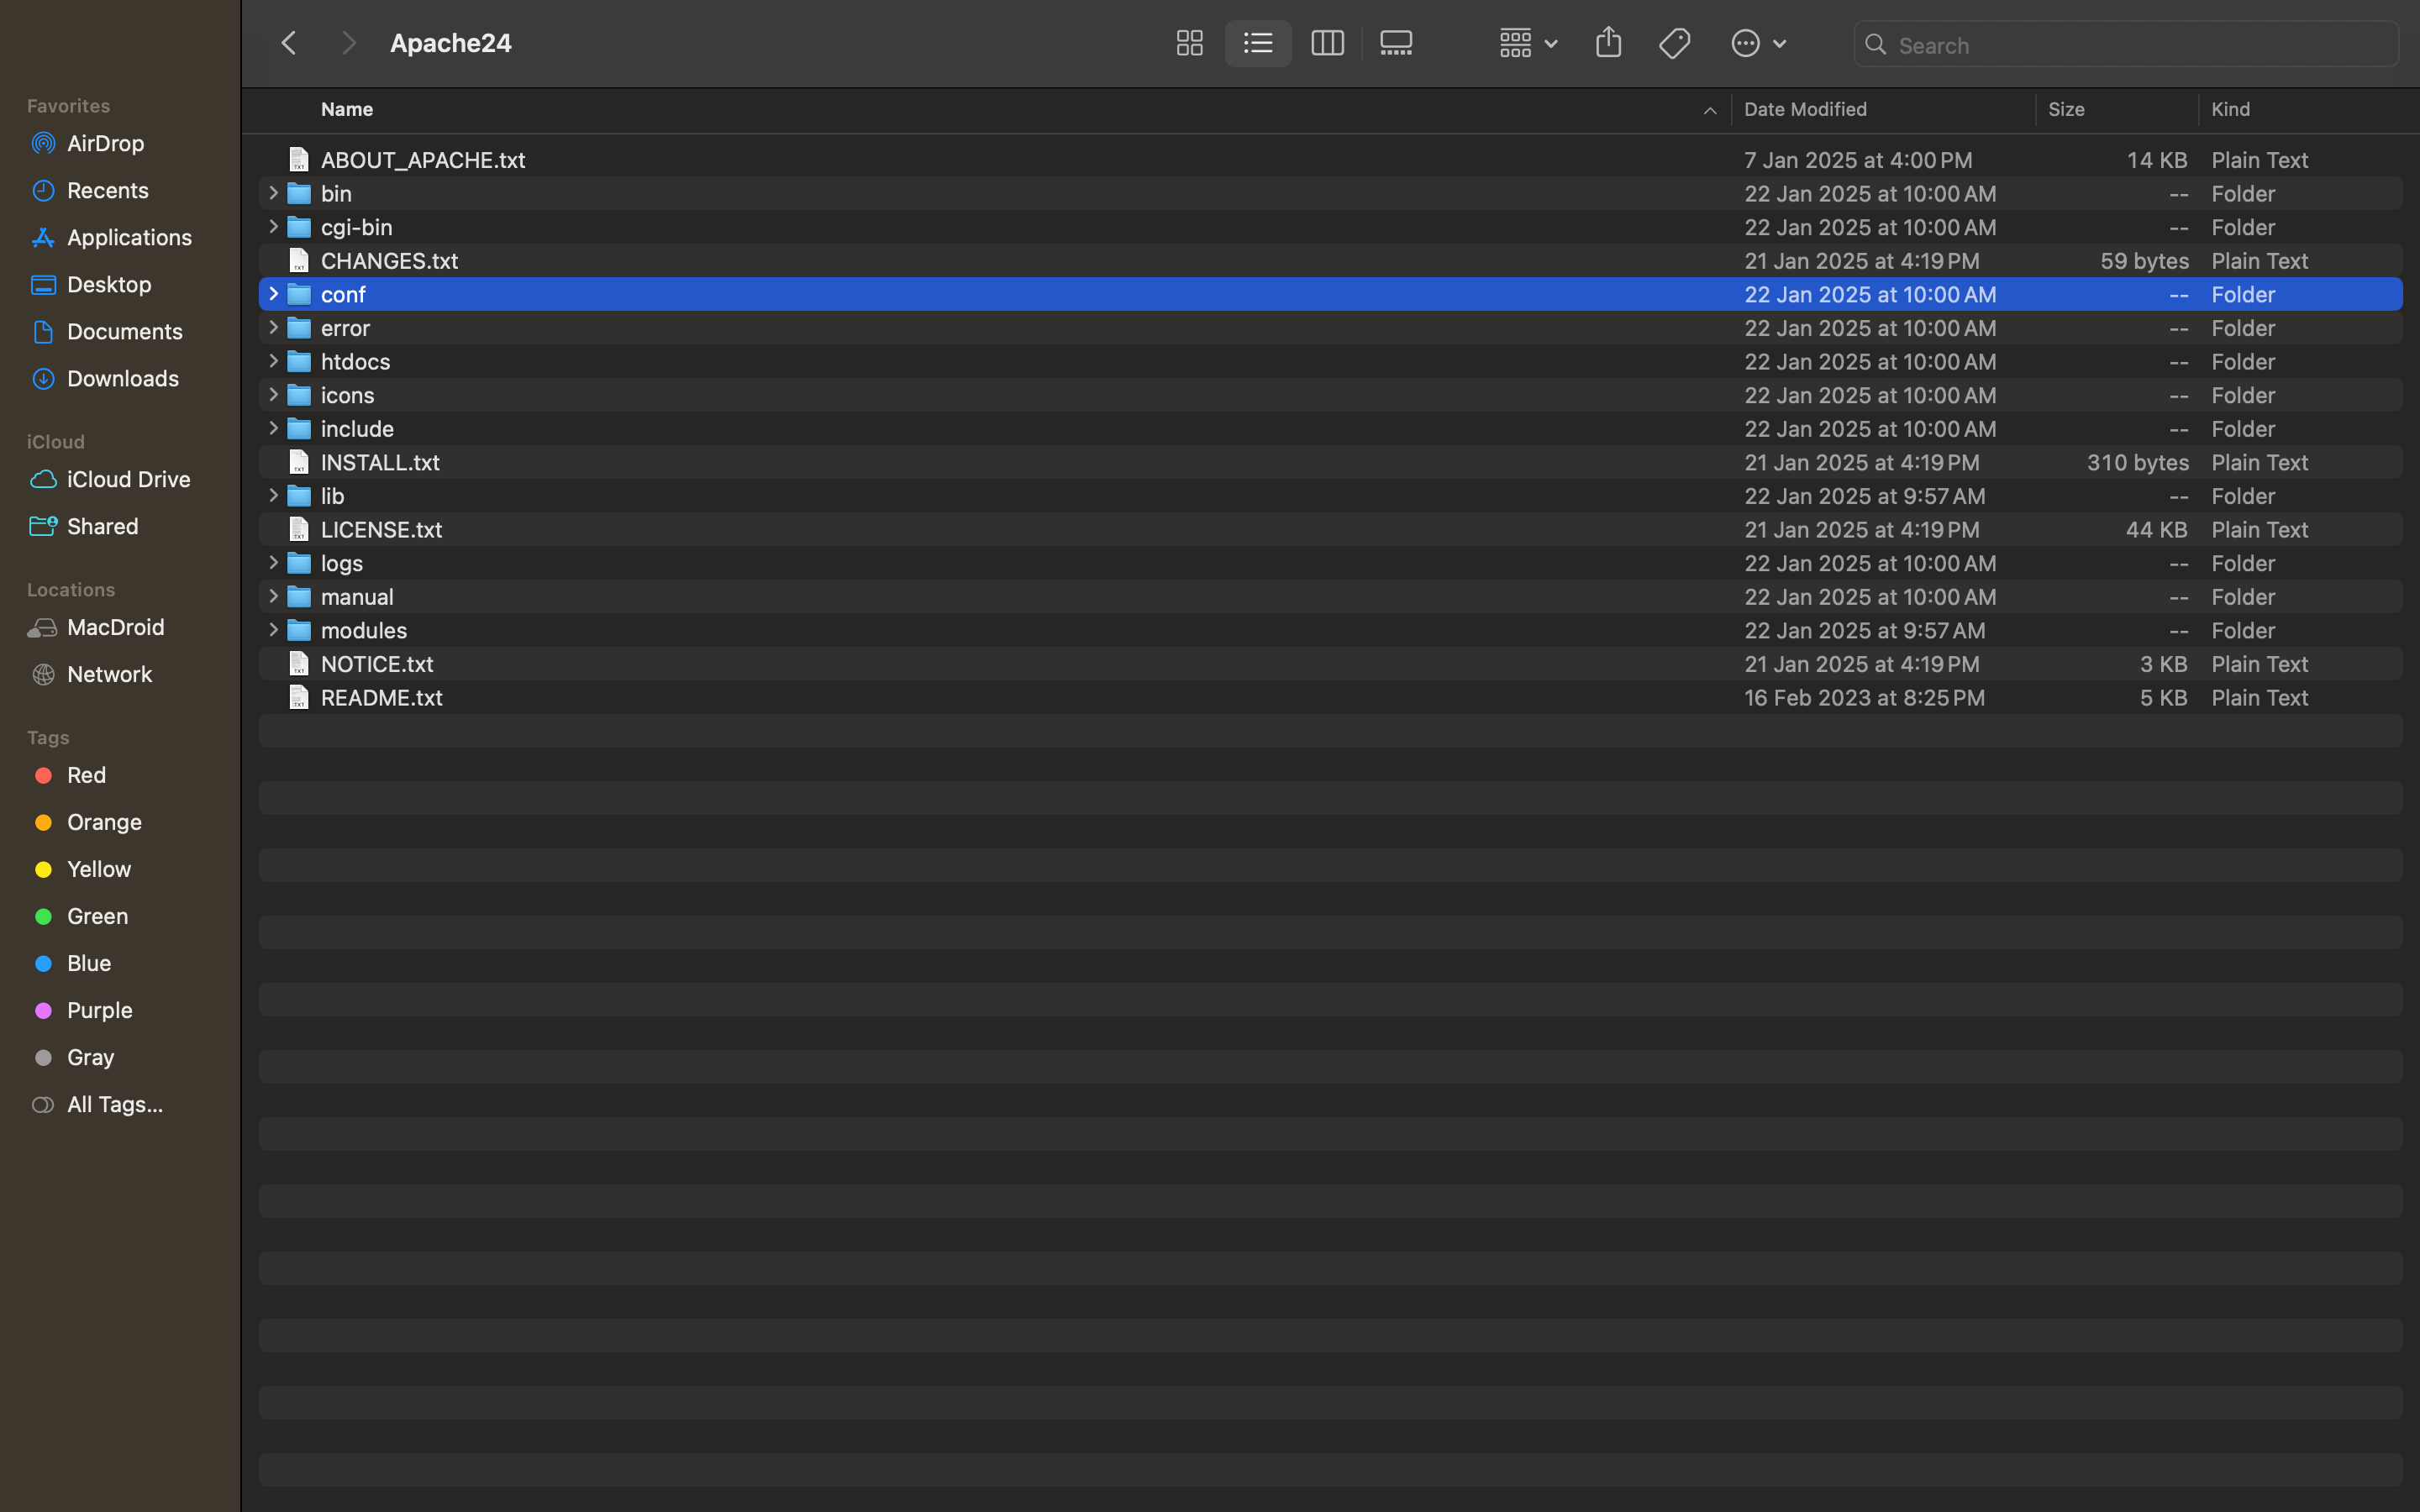 Apache24
Search
Favorites
AirDrop
Recents
Applications
Desktop
Documents
Downloads
iCloud
iCloud Drive
Shared
Locations
MacDroid
Network
Tags
Red
Orange
Yellow
Green
Blue
Purple
Gray
All Tags...
Name Date Modified Size Kind
ABOUT_APACHE.txt 7 Jan 2025 at 4:00 PM 14 KB Plain Text
bin 22 Jan 2025 at 10:00 AM -- Folder
cgi-bin 22 Jan 2025 at 10:00 AM -- Folder
CHANGES.txt 21 Jan 2025 at 4:19 PM 59 bytes Plain Text
conf 22 Jan 2025 at 10:00 AM -- Folder
error 22 Jan 2025 at 10:00 AM -- Folder
htdocs 22 Jan 2025 at 10:00 AM -- Folder
icons 22 Jan 2025 at 10:00 AM -- Folder
include 22 Jan 2025 at 10:00 AM -- Folder
INSTALL.txt 21 Jan 2025 at 4:19 PM 310 bytes Plain Text
lib 22 Jan 2025 at 9:57 AM -- Folder
LICENSE.txt 21 Jan 2025 at 4:19 PM 44 KB Plain Text
logs 22 Jan 2025 at 10:00 AM -- Folder
manual 22 Jan 2025 at 10:00 AM -- Folder
modules 22 Jan 2025 at 9:57 AM -- Folder
NOTICE.txt 21 Jan 2025 at 4:19 PM 3 KB Plain Text
README.txt 16 Feb 2023 at 8:25 PM 5 KB Plain Text